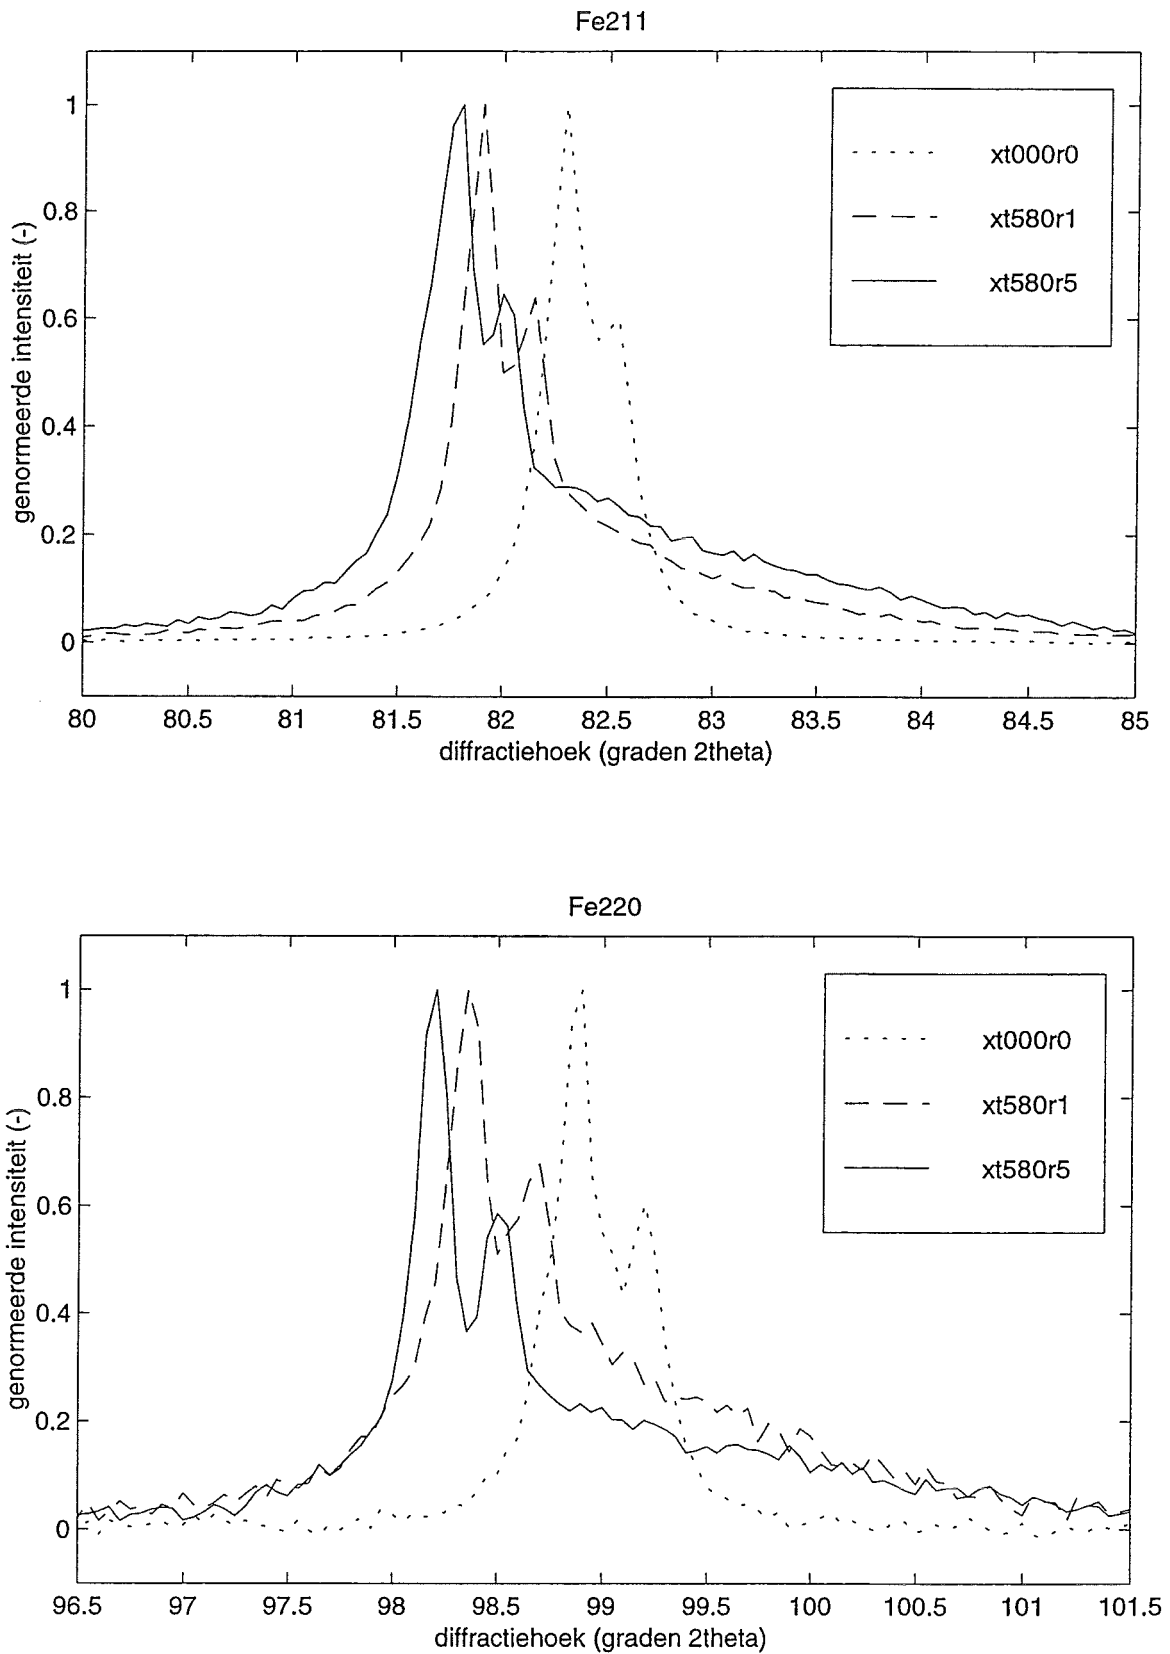 Fe211
genormeerde intensiteit (-)
1
0.8
0.6
0.4
0.2
0
xt000r0
xt580r1
xt580r5
80 80.5 81 81.5 82 82.5 83 83.5 84 84.5 85
diffractiehoek (graden 2theta)
Fe220
genormeerde intensiteit (-)
1
0.8
0.6
0.4
0.2
0
xt000r0
xt580r1
xt580r5
96.5 97 97.5 98 98.5 99 99.5 100 100.5 101 101.5
diffractiehoek (graden 2theta)